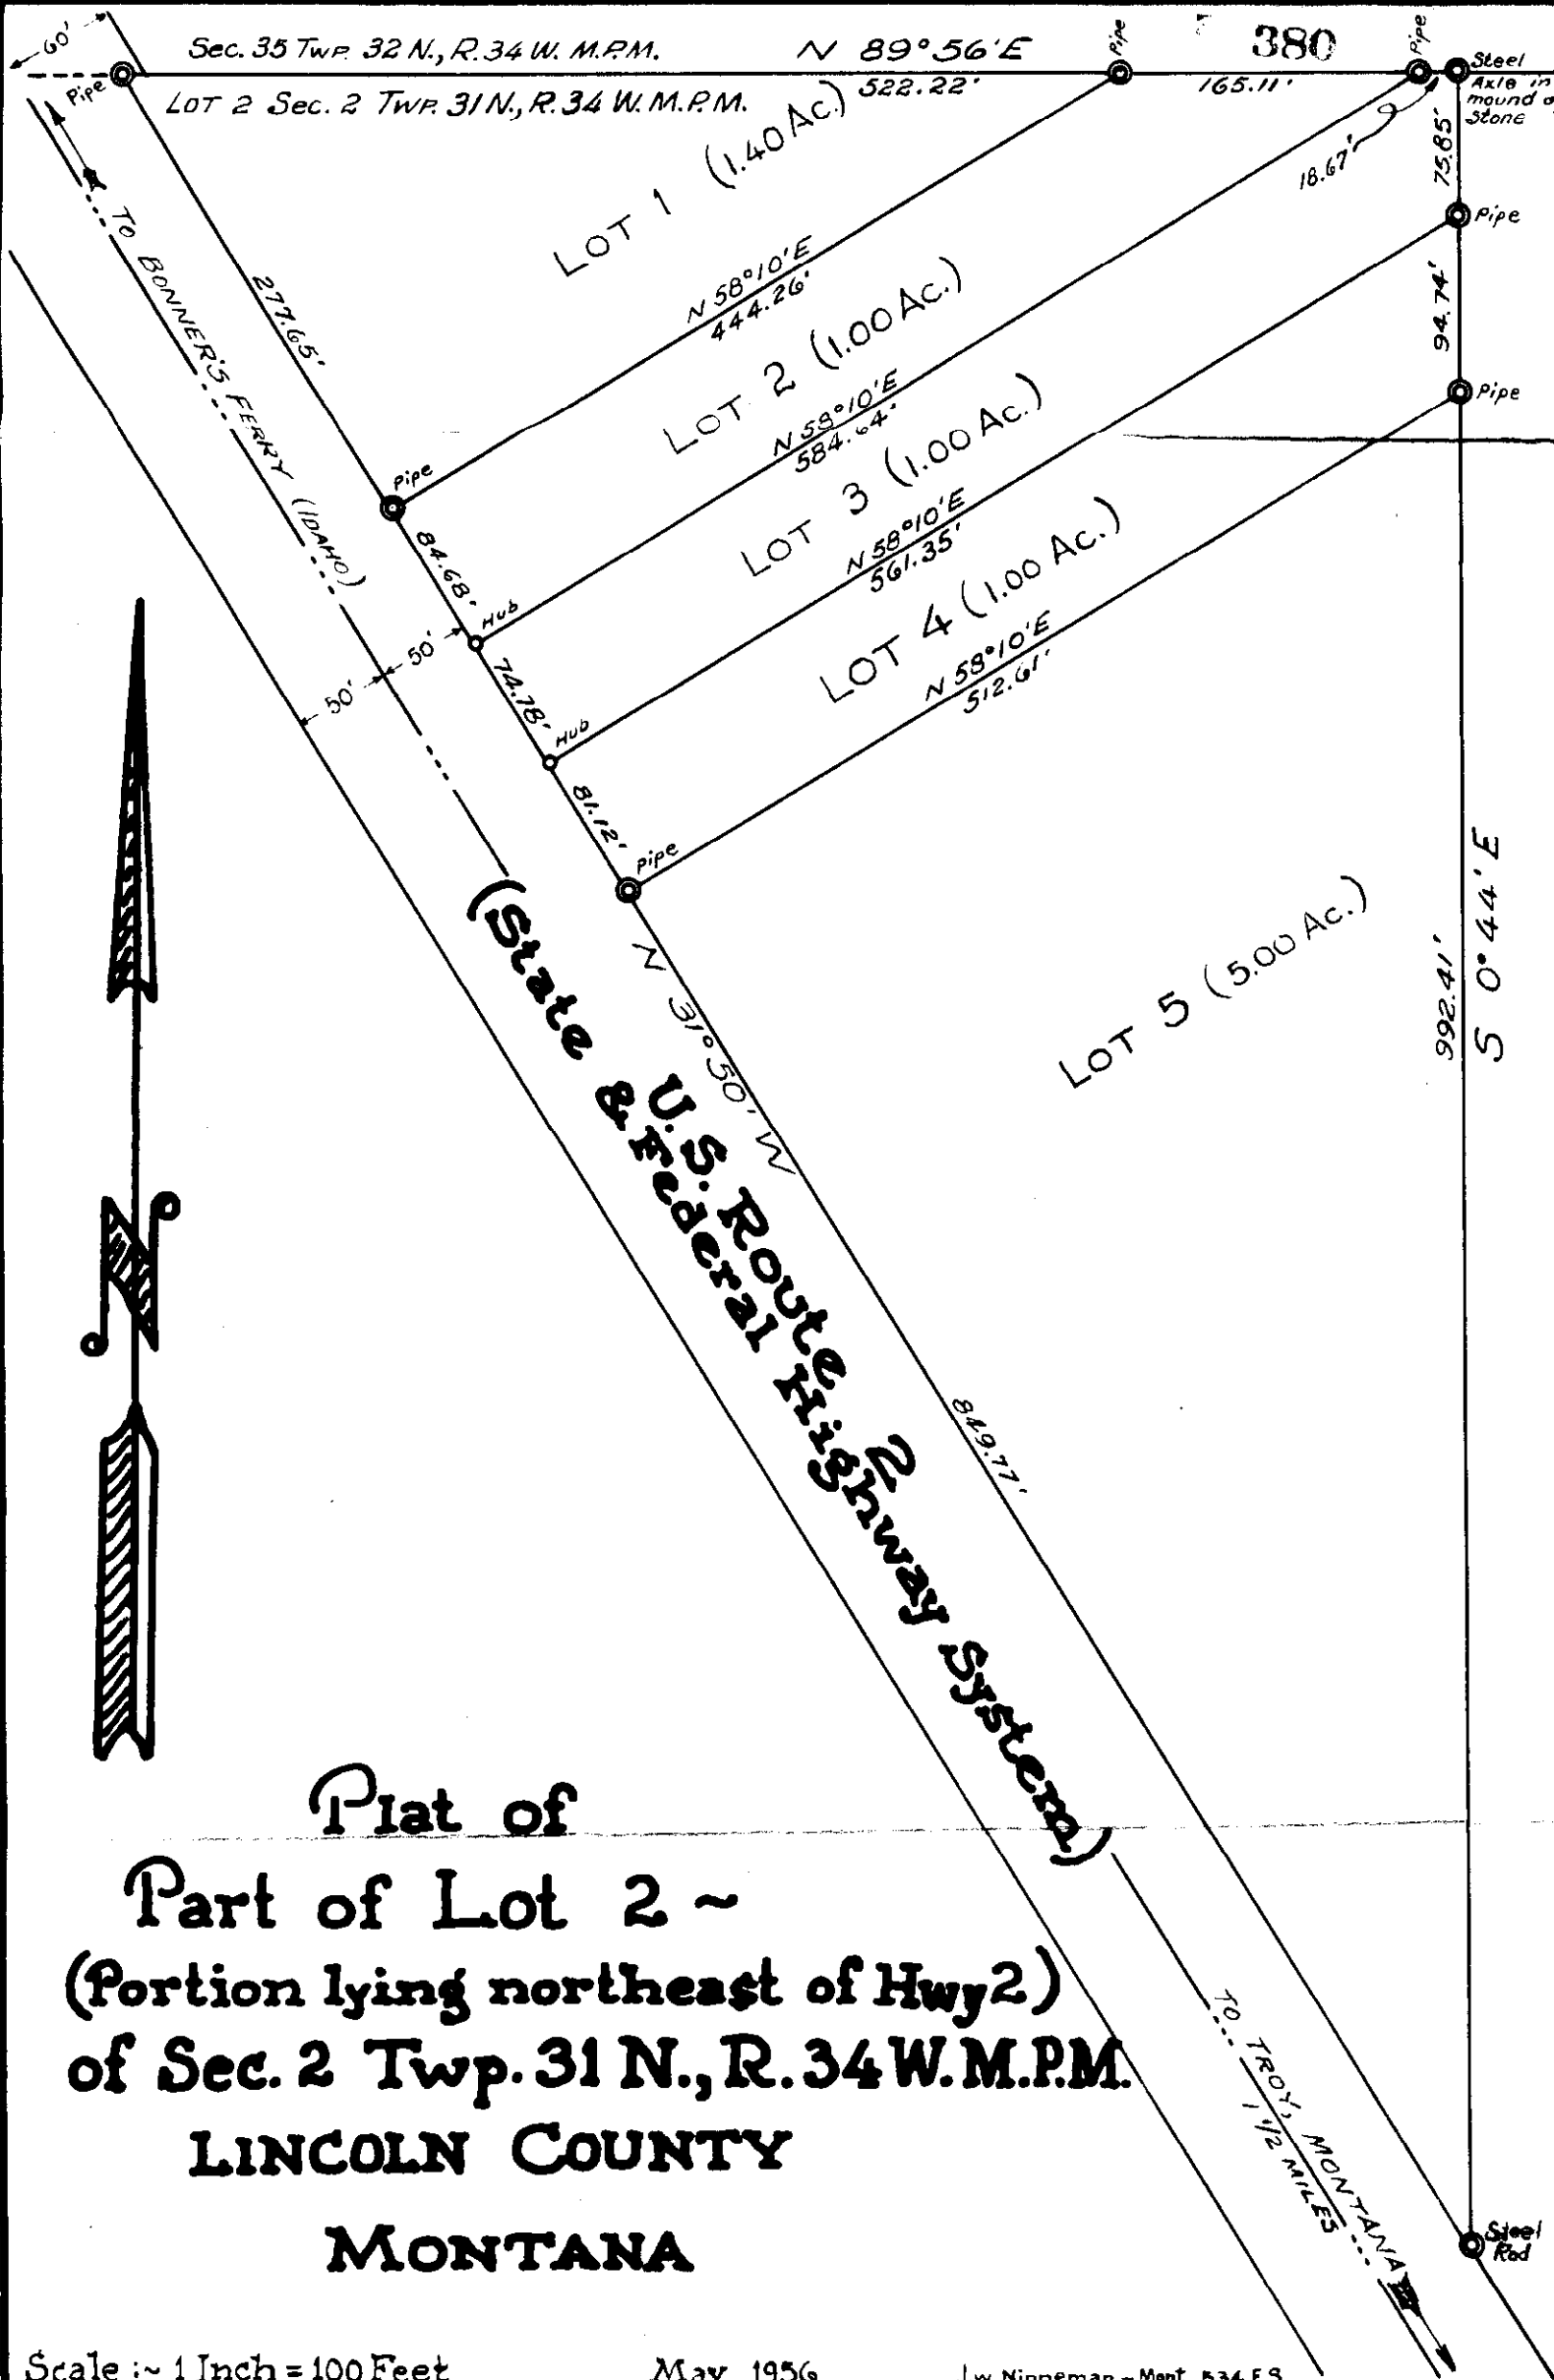 60'
Sec. 35 Twp. 32 N., R. 34 W. M.P.M.
N 89°56'E
Pipe
380
Pipe
Steel
Axle in
mound o
stone
Pipe
LOT 2 Sec. 2 TWP. 31 N., R. 34 W. M.P.M.
522.22'
165.11'
18.67'
75.85'
LOT 1 (1.40 Ac.)
Pipe
TO BONNER'S FERRY (IDAHO)
277.65'
N 58°10'E
444.26'
94.74'
LOT 2 (1.00 Ac.)
Pipe
N 58°10'E
584.64'
Pipe
LOT 3 (1.00 Ac.)
84.68'
Hub
N 58°10'E
561.35'
50'
50'
LOT 4 (1.00 Ac.)
74.78'
Hub
N 58°10'E
512.61'
81.12'
Pipe
LOT 5 (5.00 Ac.)
992.41'
S 0°44'E
N 31°50' W
U.S. Route 2
(State & Federal Highway System)
849.77'
N
Plat of
Part of Lot 2 ~
(Portion lying northeast of Hwy 2)
of Sec. 2 Twp. 31 N., R. 34 W. M.P.M.
LINCOLN COUNTY
MONTANA
TO TROY, MONTANA
1 1/2 MILES
Steel
Rod
Scale :~ 1 Inch = 100 Feet
May 1956
J.W. Ninneman - Mont. 534 E.S.